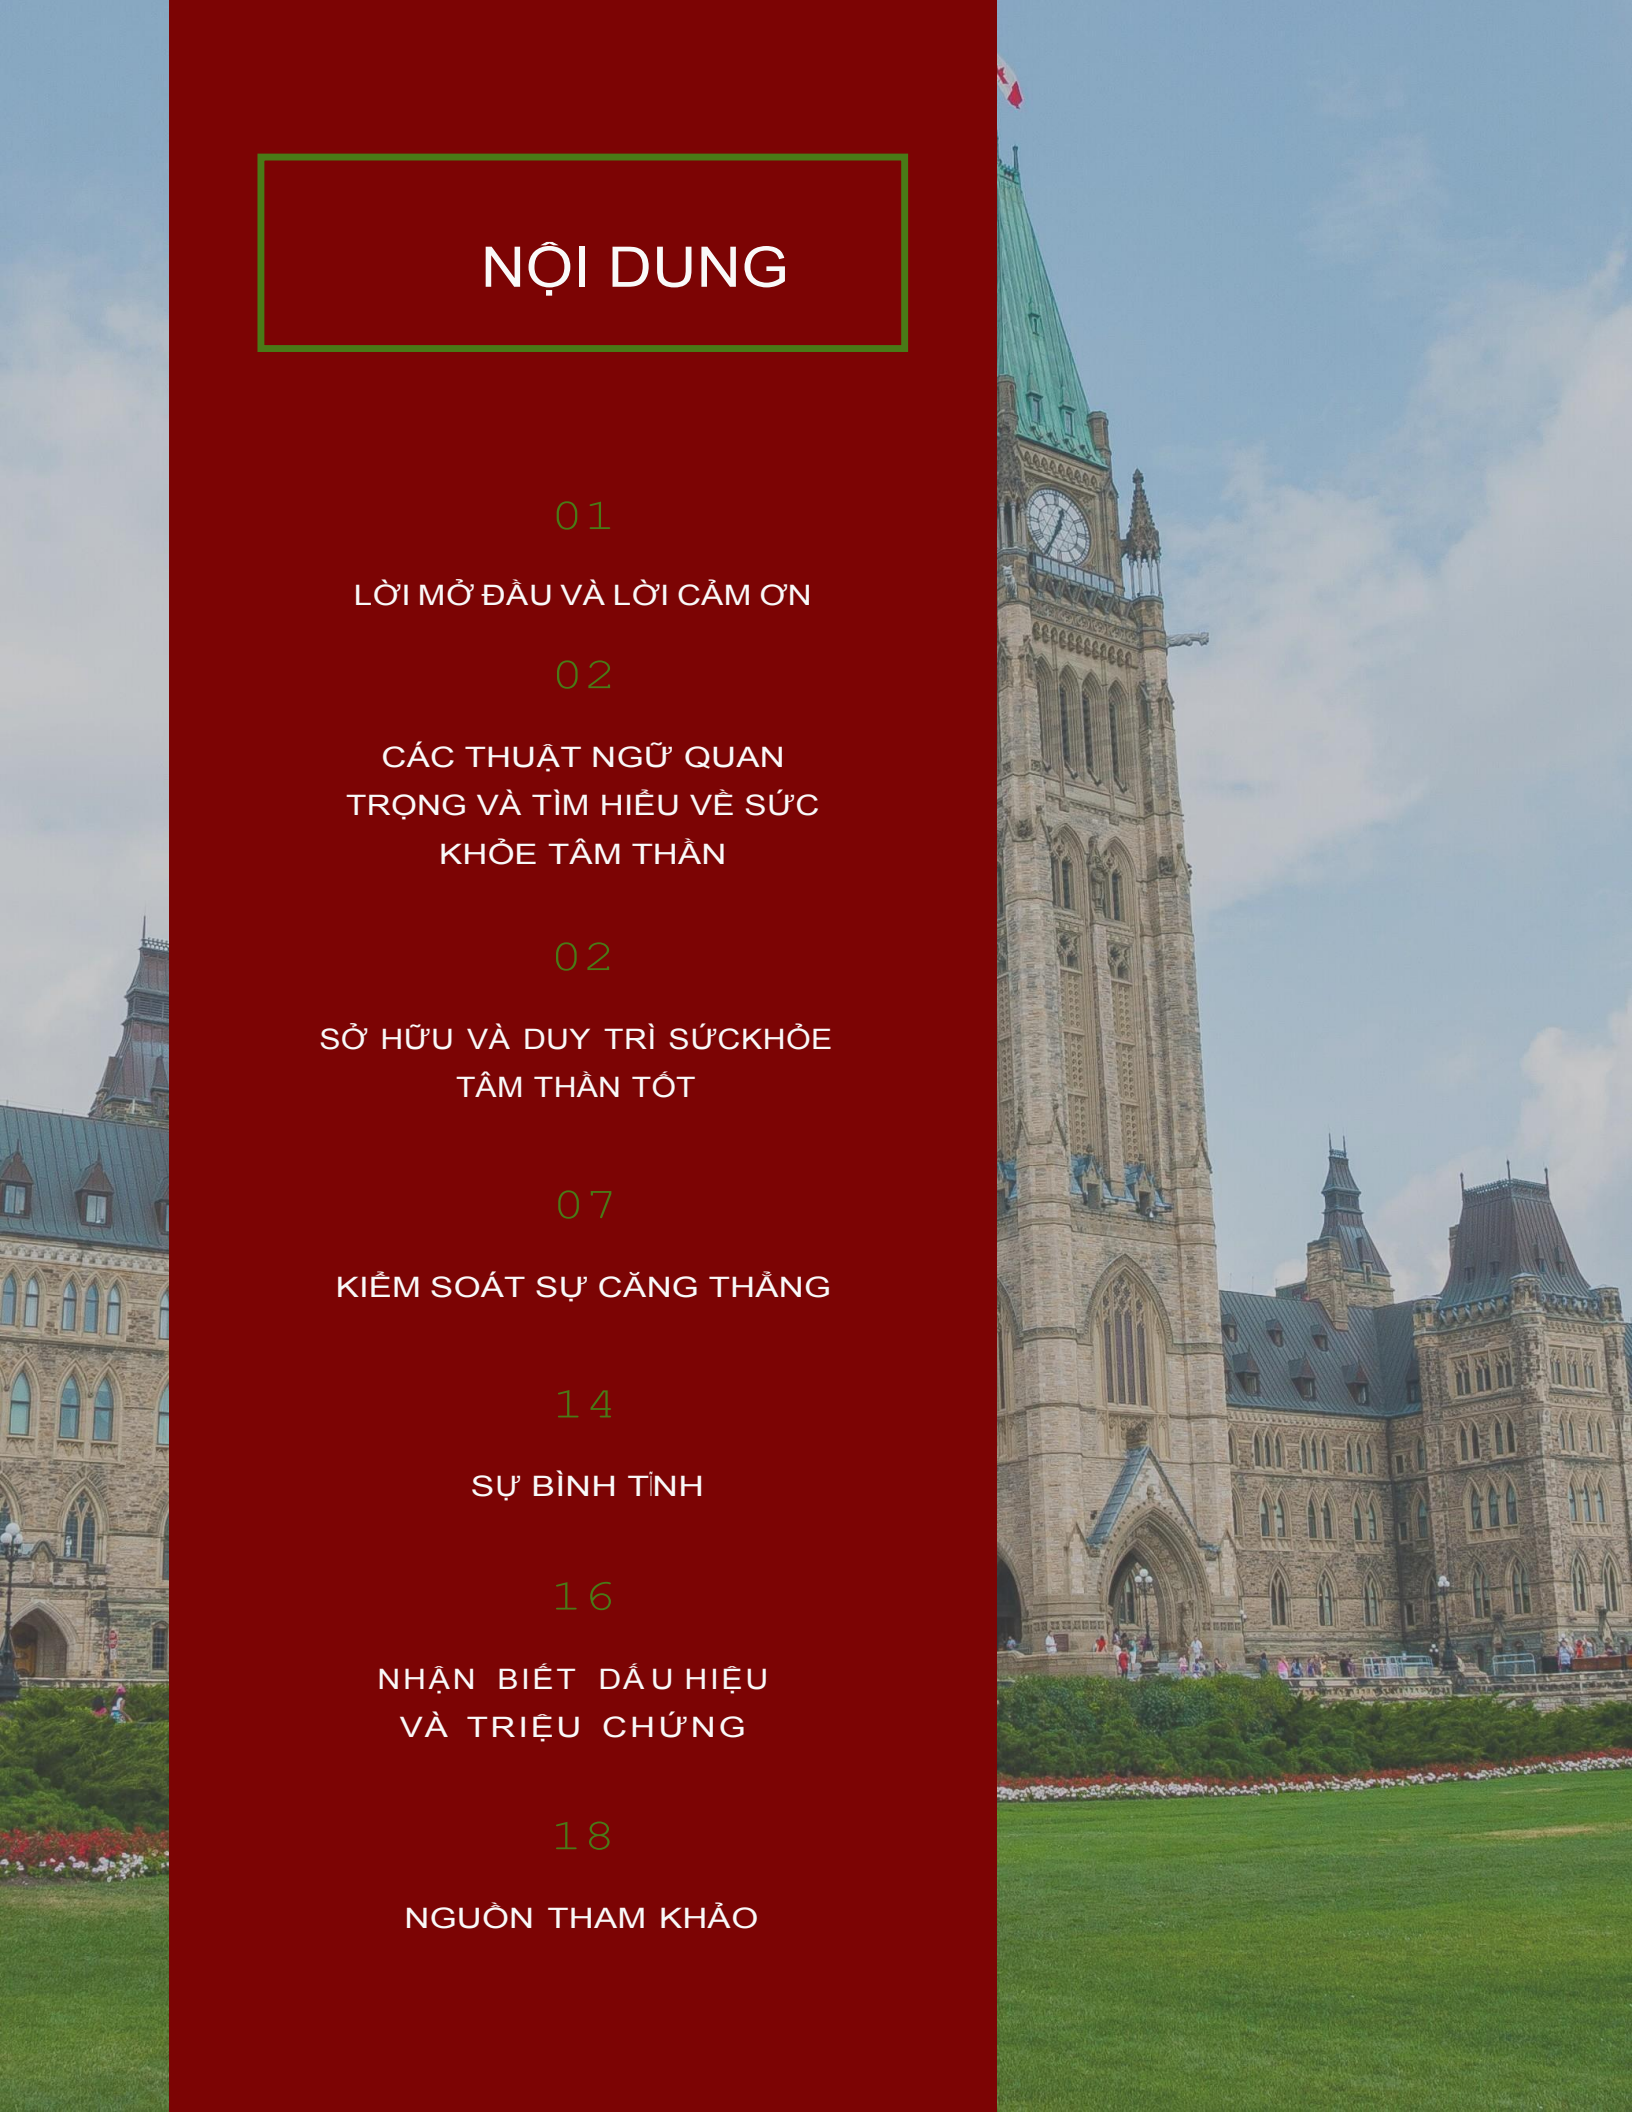 NỘI DUNG
01
LỜI MỞ ĐẦU VÀ LỜI CẢM ƠN
02
CÁC THUẬT NGỮ QUAN
TRỌNG VÀ TÌM HIỂU VỀ SỨC
KHỎE TÂM THẦN
02
SỞ HỮU VÀ DUY TRÌ SỨCKHỎE
TÂM THẦN TỐT
07
KIỂM SOÁT SỰ CĂNG THẲNG
14
SỰ BÌNH TĨNH
16
NHẬN BIẾT DẤU HIỆU
VÀ TRIỆU CHỨNG
18
NGUỒN THAM KHẢO